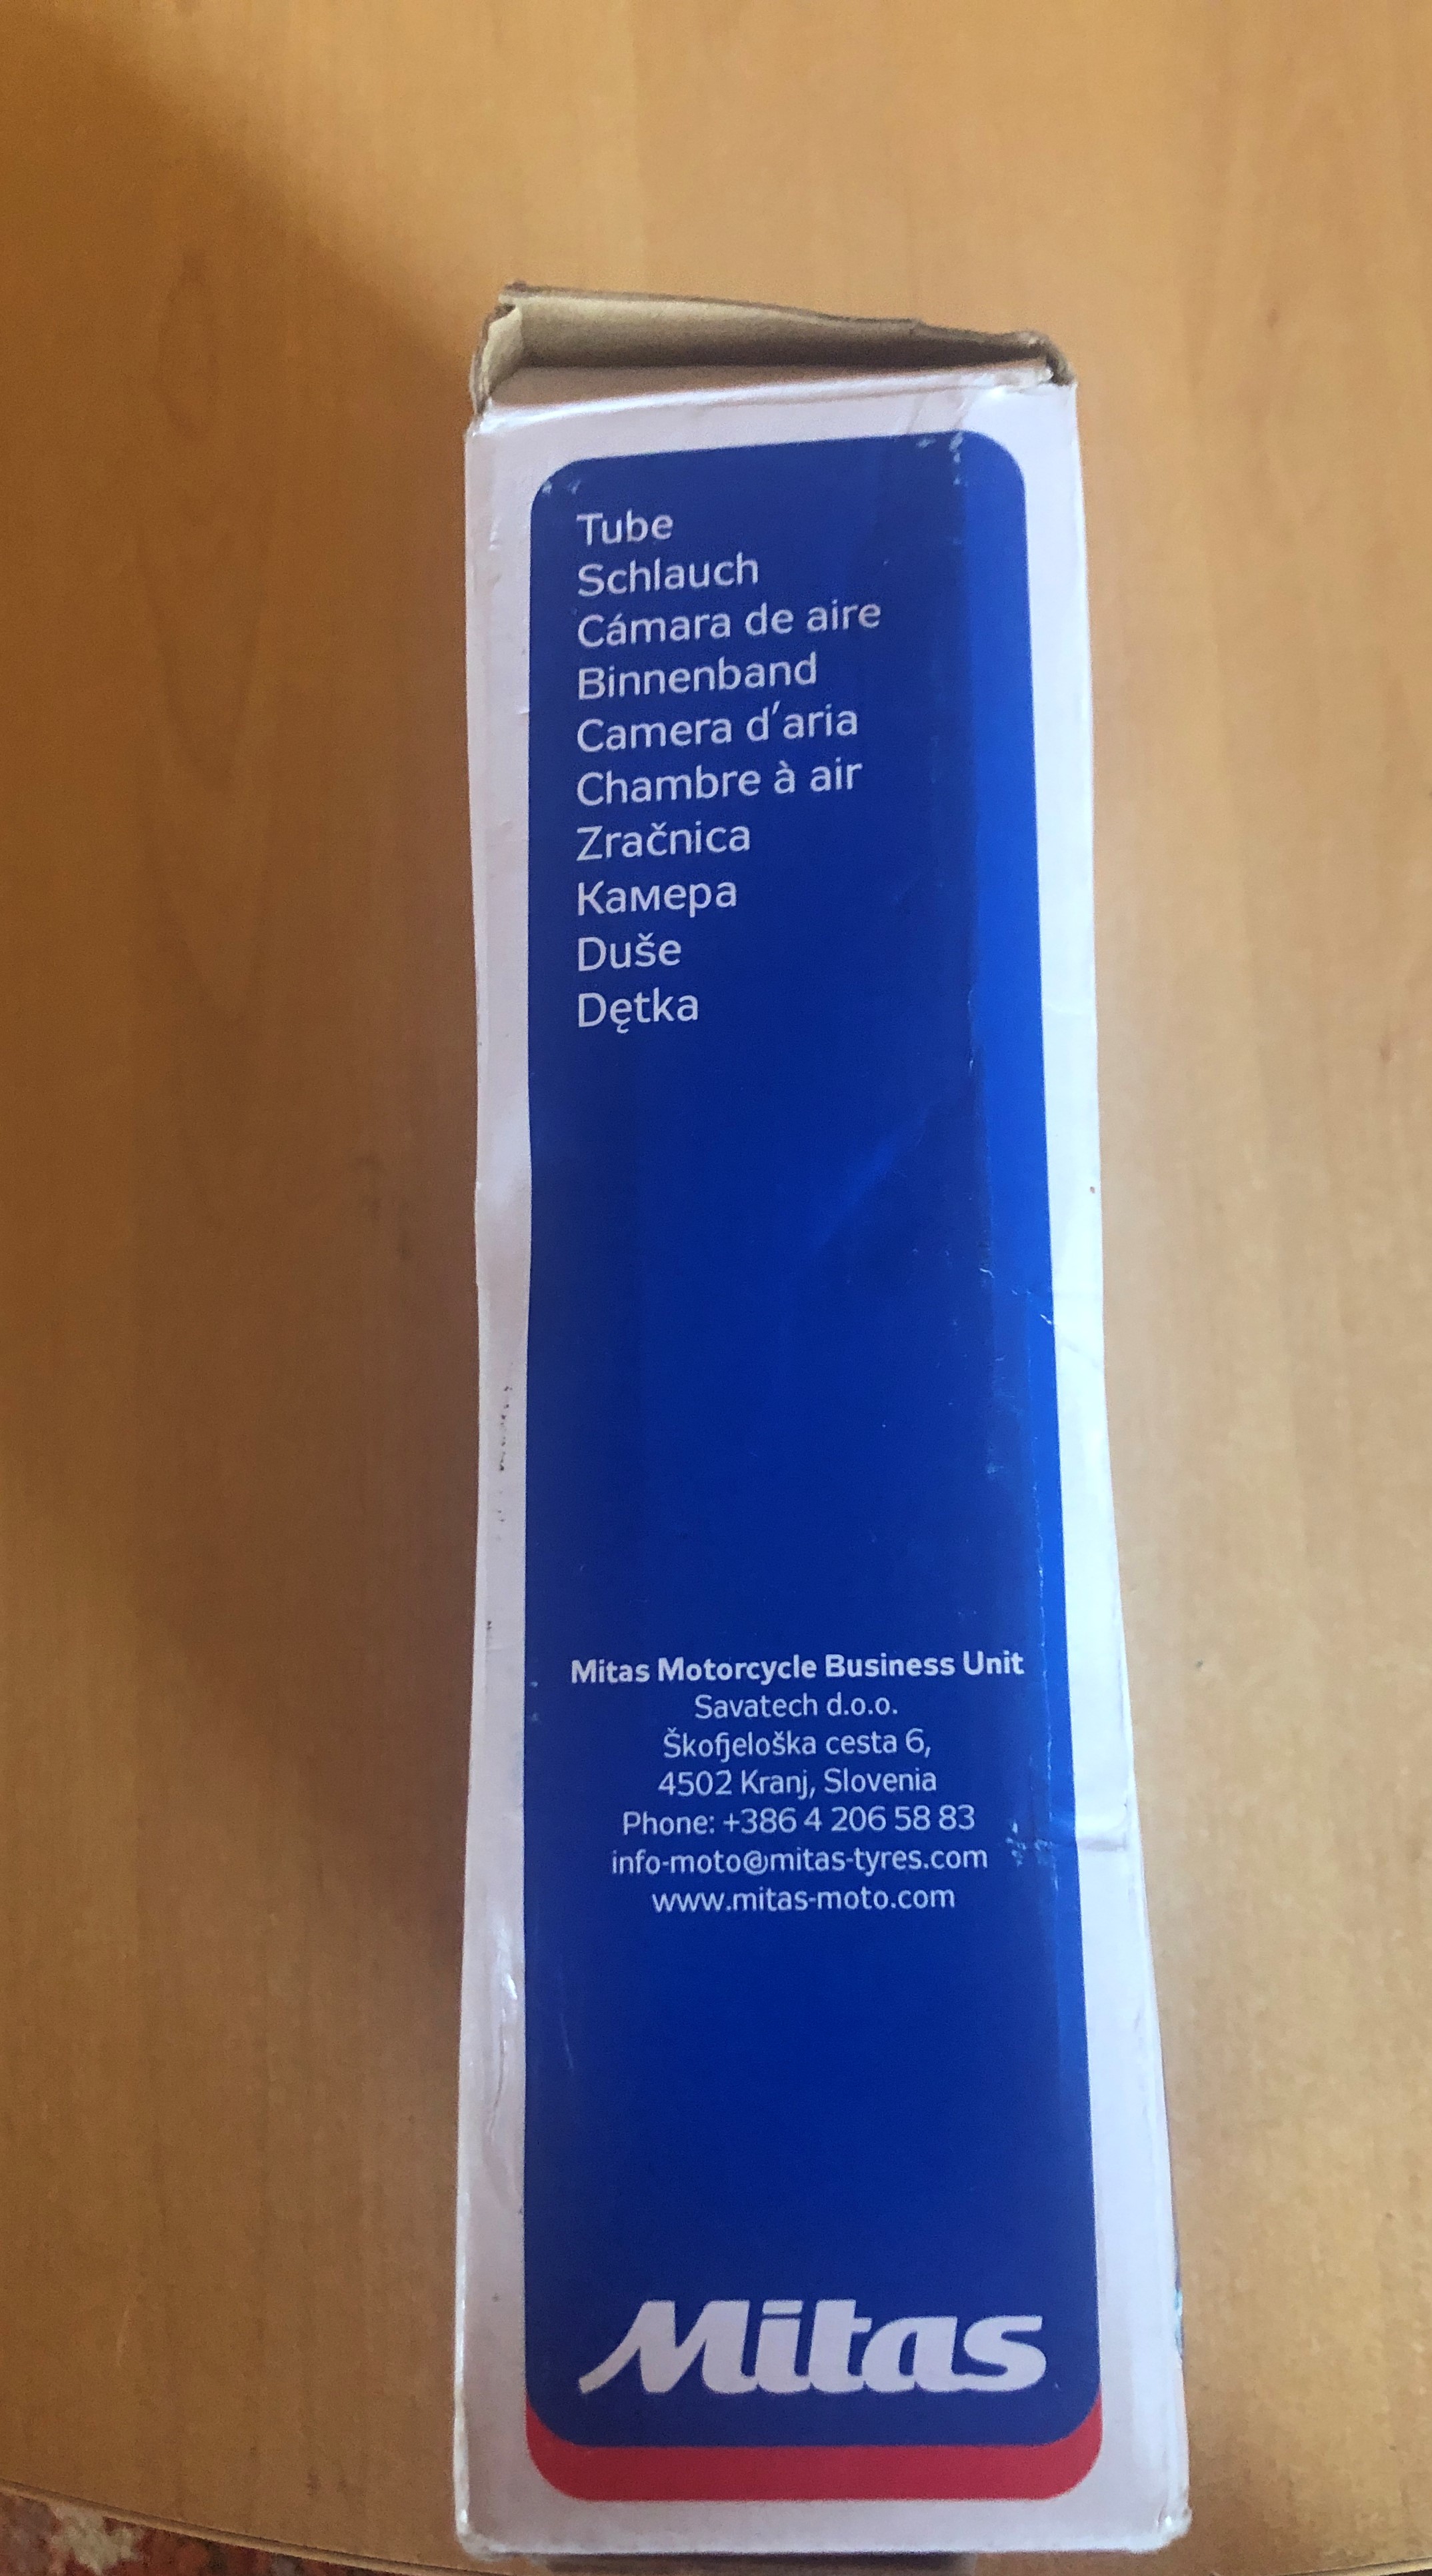 Tube
Schlauch
Cámara de aire
Binnenband
Camera d'aria
Chambre à air
Zračnica
Камера
Duše
Dętka
Mitas Motorcycle Business Unit
Savatech d.o.o.
Škofjeloška cesta 6,
4502 Kranj, Slovenia
Phone: +386 4 206 58 83
info-moto@mitas-tyres.com
www.mitas-moto.com
Mitas